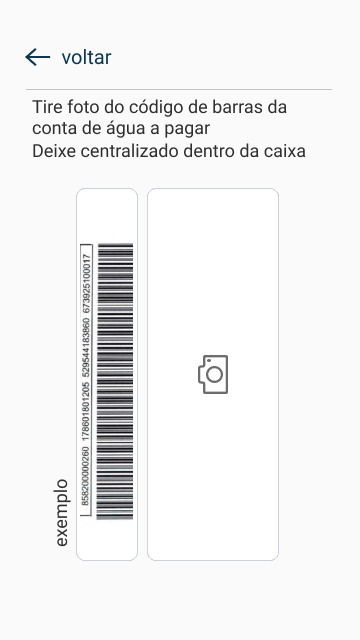 voltar
Tire foto do código de barras da
conta de água a pagar
Deixe centralizado dentro da caixa
exemplo
858200000260 178601801205 529544183860 673925100017